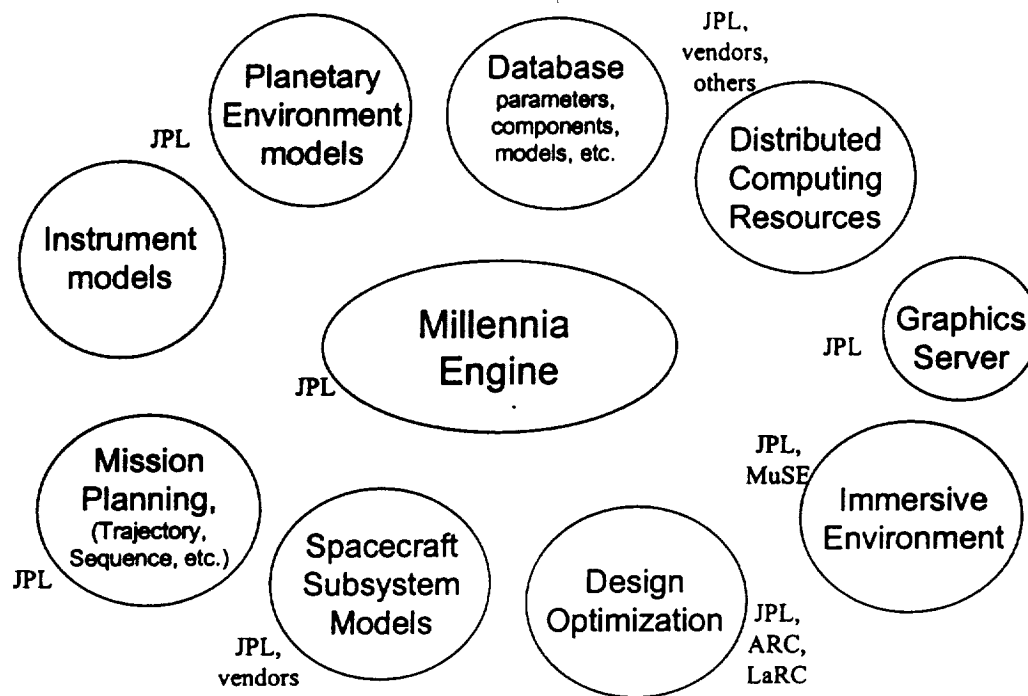 JPL,
vendors,
others
Planetary
Environment
models
Database
parameters,
components,
models, etc.
JPL
Distributed
Computing
Resources
Instrument
models
Millennia
Engine
JPL
Graphics
Server
JPL
Mission
Planning,
(Trajectory,
Sequence, etc.)
JPL
JPL,
MuSE
Immersive
Environment
Spacecraft
Subsystem
Models
JPL,
vendors
Design
Optimization
JPL,
ARC,
LaRC